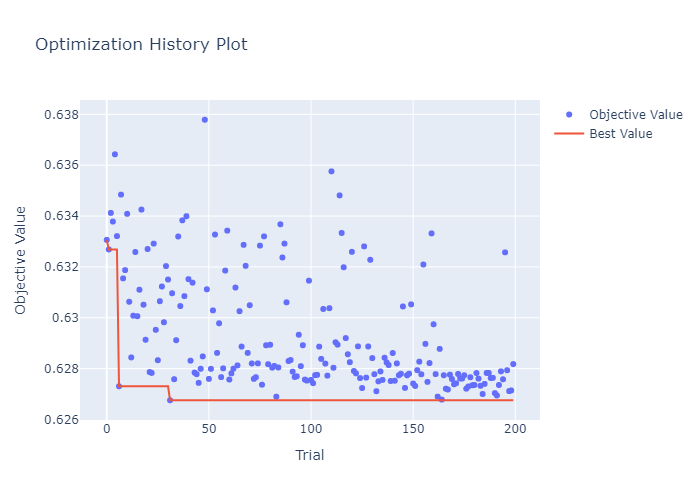 Optimization History Plot
Objective Value
Best Value
0.638
0.636
0.634
0.632
0.63
0.628
0.626
Objective Value
0
50
100
150
200
Trial